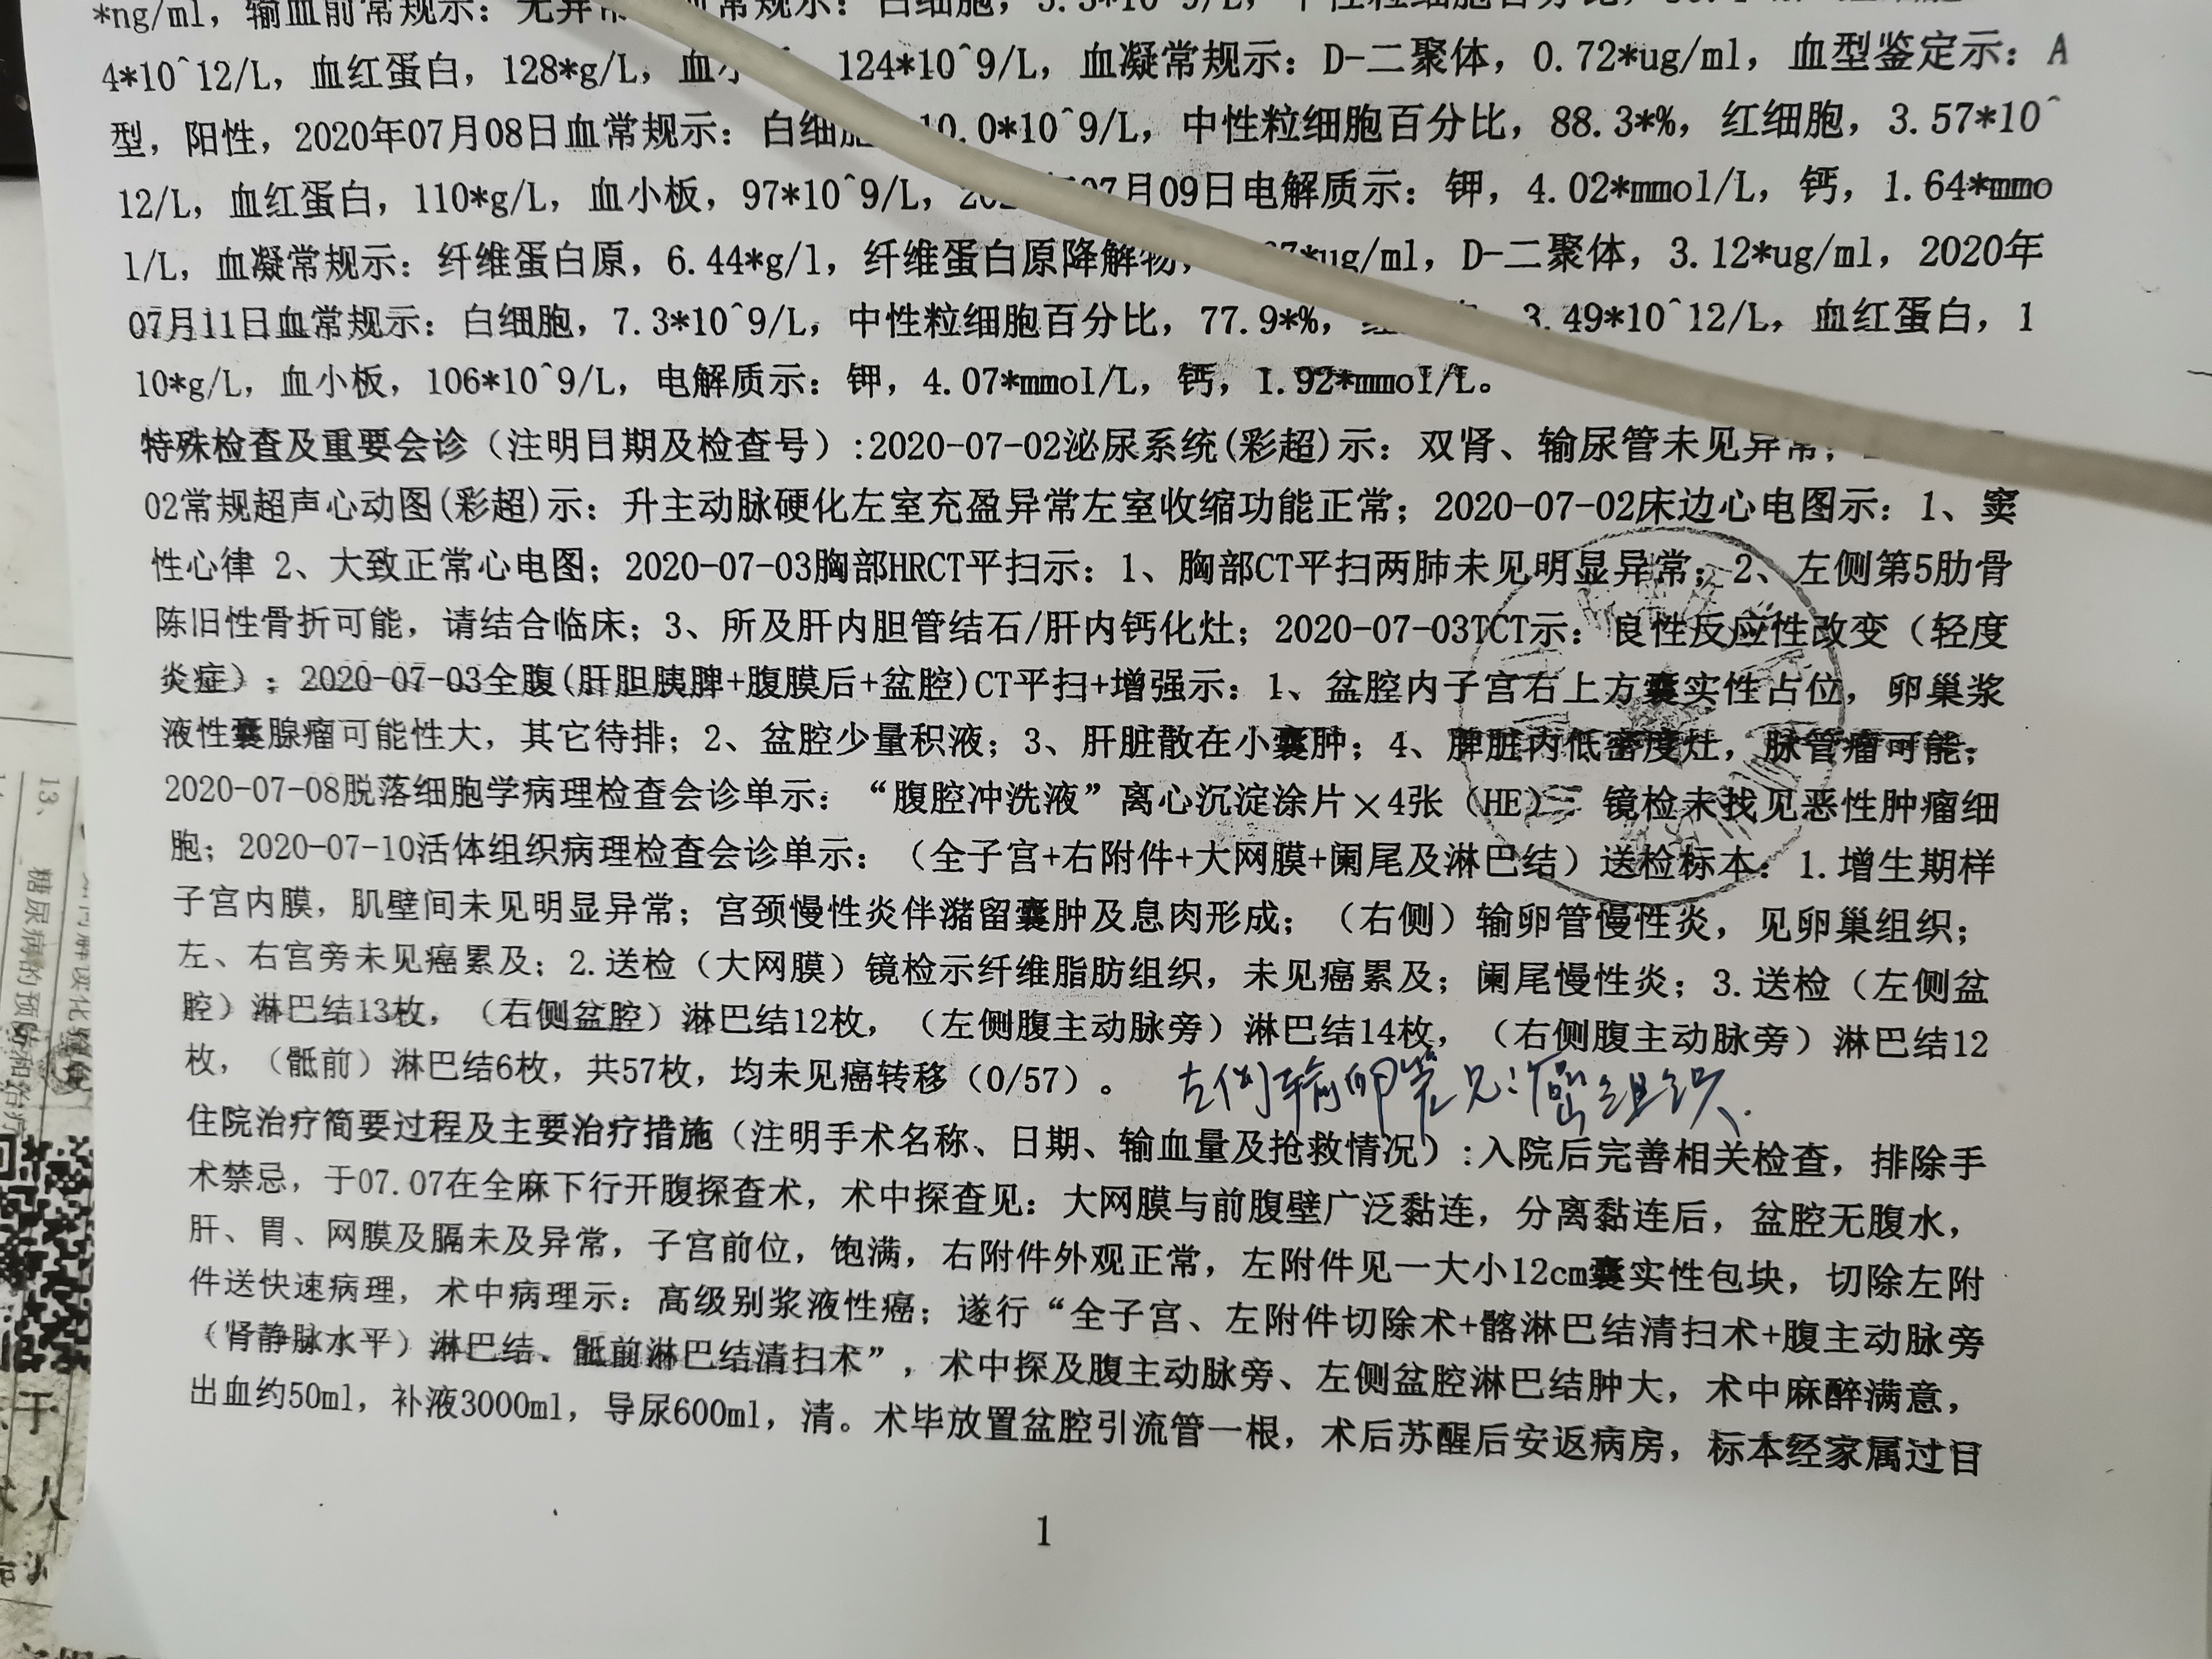 *ng/ml，输血前常规示：无异常 常规示：白细胞，5.3*10^9/L，中性粒细胞百分比，
4*10^12/L，血红蛋白，128*g/L，血小 124*10^9/L，血凝常规示：D-二聚体，0.72*ug/ml，血型鉴定示：A
型，阳性，2020年07月08日血常规示：白细胞 10.0*10^9/L，中性粒细胞百分比，88.3*%，红细胞，3.57*10^
12/L，血红蛋白，110*g/L，血小板，97*10^9/L，202 年07月09日电解质示：钾，4.02*mmol/L，钙，1.64*mmo
l/L，血凝常规示：纤维蛋白原，6.44*g/l，纤维蛋白原降解物， 7*ug/ml，D-二聚体，3.12*ug/ml，2020年
07月11日血常规示：白细胞，7.3*10^9/L，中性粒细胞百分比，77.9*%， 3.49*10^12/L，血红蛋白，1
10*g/L，血小板，106*10^9/L，电解质示：钾，4.07*mmol/L，钙，1.92*mmol/L。
特殊检查及重要会诊（注明日期及检查号）:2020-07-02泌尿系统(彩超)示：双肾、输尿管未见异常；
02常规超声心动图(彩超)示：升主动脉硬化左室充盈异常左室收缩功能正常；2020-07-02床边心电图示：1、窦
性心律 2、大致正常心电图；2020-07-03胸部HRCT平扫示：1、胸部CT平扫两肺未见明显异常；2、左侧第5肋骨
陈旧性骨折可能，请结合临床；3、所及肝内胆管结石/肝内钙化灶；2020-07-03TCT示：良性反应性改变（轻度
炎症）；2020-07-03全腹(肝胆胰脾+腹膜后+盆腔)CT平扫+增强示：1、盆腔内子宫右上方囊实性占位，卵巢浆
液性囊腺瘤可能性大，其它待排；2、盆腔少量积液；3、肝脏散在小囊肿；4、脾脏内低密度灶，脉管瘤可能；
2020-07-08脱落细胞学病理检查会诊单示：“腹腔冲洗液”离心沉淀涂片×4张（HE）：镜检未找见恶性肿瘤细
胞；2020-07-10活体组织病理检查会诊单示：（全子宫+右附件+大网膜+阑尾及淋巴结）送检标本：1.增生期样
子宫内膜，肌壁间未见明显异常；宫颈慢性炎伴潴留囊肿及息肉形成；（右侧）输卵管慢性炎，见卵巢组织；
左、右宫旁未见癌累及；2.送检（大网膜）镜检示纤维脂肪组织，未见癌累及；阑尾慢性炎；3.送检（左侧盆
腔）淋巴结13枚，（右侧盆腔）淋巴结12枚，（左侧腹主动脉旁）淋巴结14枚，（右侧腹主动脉旁）淋巴结12
枚，（骶前）淋巴结6枚，共57枚，均未见癌转移（0/57）。 左侧输卵管见癌组织.
住院治疗简要过程及主要治疗措施（注明手术名称、日期、输血量及抢救情况）:入院后完善相关检查，排除手
术禁忌，于07.07在全麻下行开腹探查术，术中探查见：大网膜与前腹壁广泛黏连，分离黏连后，盆腔无腹水，
肝、胃、网膜及膈未及异常，子宫前位，饱满，右附件外观正常，左附件见一大小12cm囊实性包块，切除左附
件送快速病理，术中病理示：高级别浆液性癌；遂行“全子宫、左附件切除术+髂淋巴结清扫术+腹主动脉旁
（肾静脉水平）淋巴结、骶前淋巴结清扫术”，术中探及腹主动脉旁、左侧盆腔淋巴结肿大，术中麻醉满意，
出血约50ml，补液3000ml，导尿600ml，清。术毕放置盆腔引流管一根，术后苏醒后安返病房，标本经家属过目
1
13、
糖尿病的预防和治疗
于
人